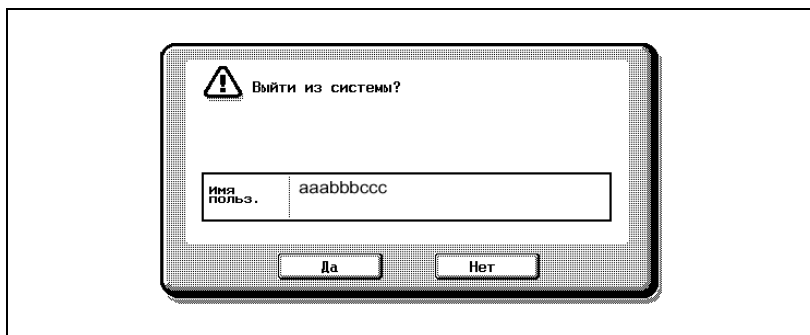 Выйти из системы?
Имя
польз.
aaabbbccc
Да
Нет